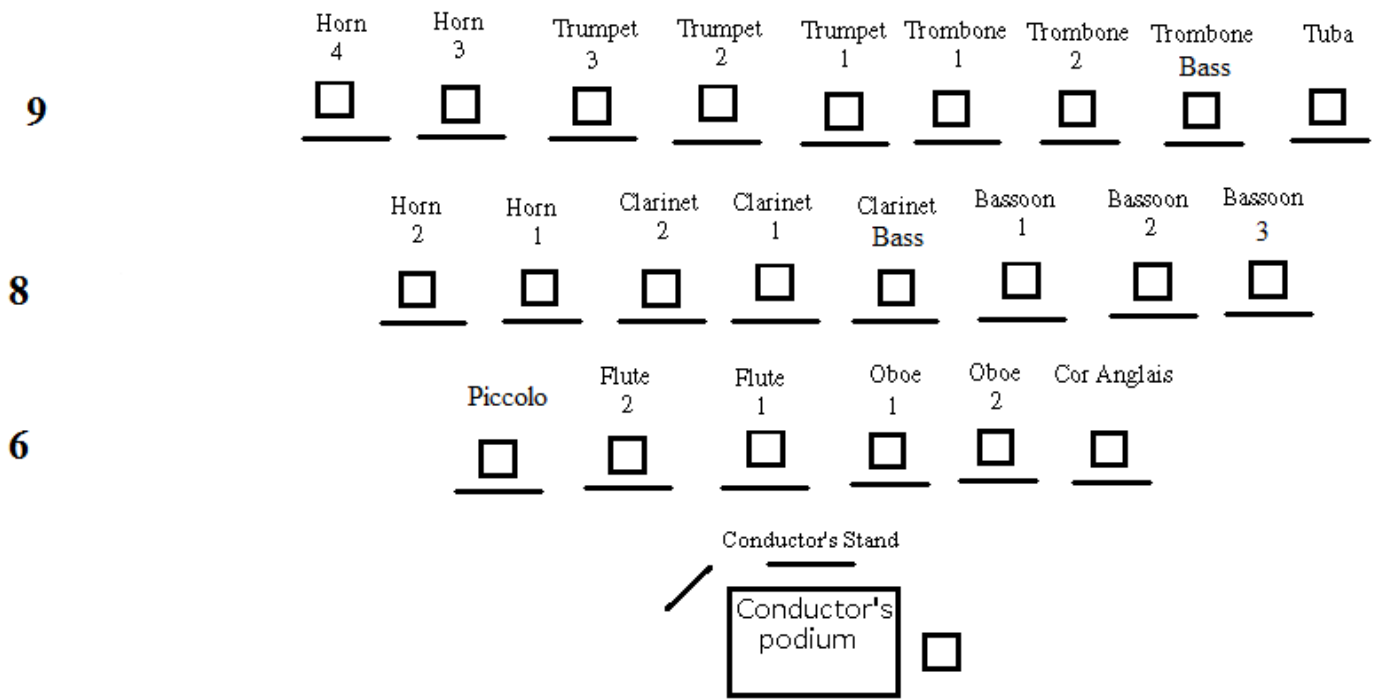 Horn Horn Trumpet Trumpet Trumpet Trombone Trombone Trombone Tuba
4 3 3 2 1 1 2 Bass
9
Horn Horn Clarinet Clarinet Clarinet Bassoon Bassoon Bassoon
2 1 2 1 Bass 1 2 3
8
Piccolo Flute Flute Oboe Oboe Cor Anglais
2 1 1 2
6
Conductor's Stand
Conductor's
podium